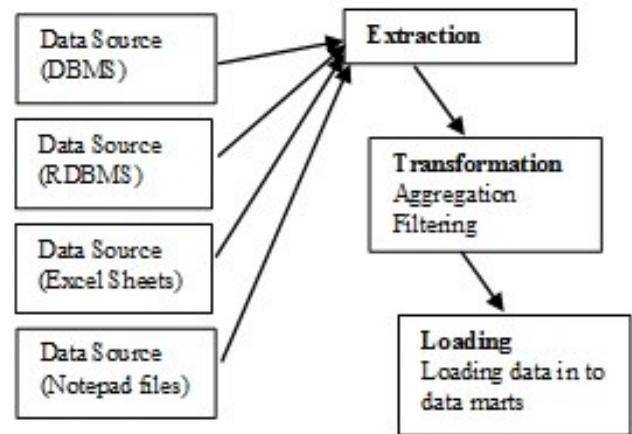 Data Source
(DBMS)
Data Source
(RDBMS)
Data Source
(Excel Sheets)
Data Source
(Notepad files)
Extraction
Transformation
Aggregation
Filtering
Loading
Loading data in to
data marts